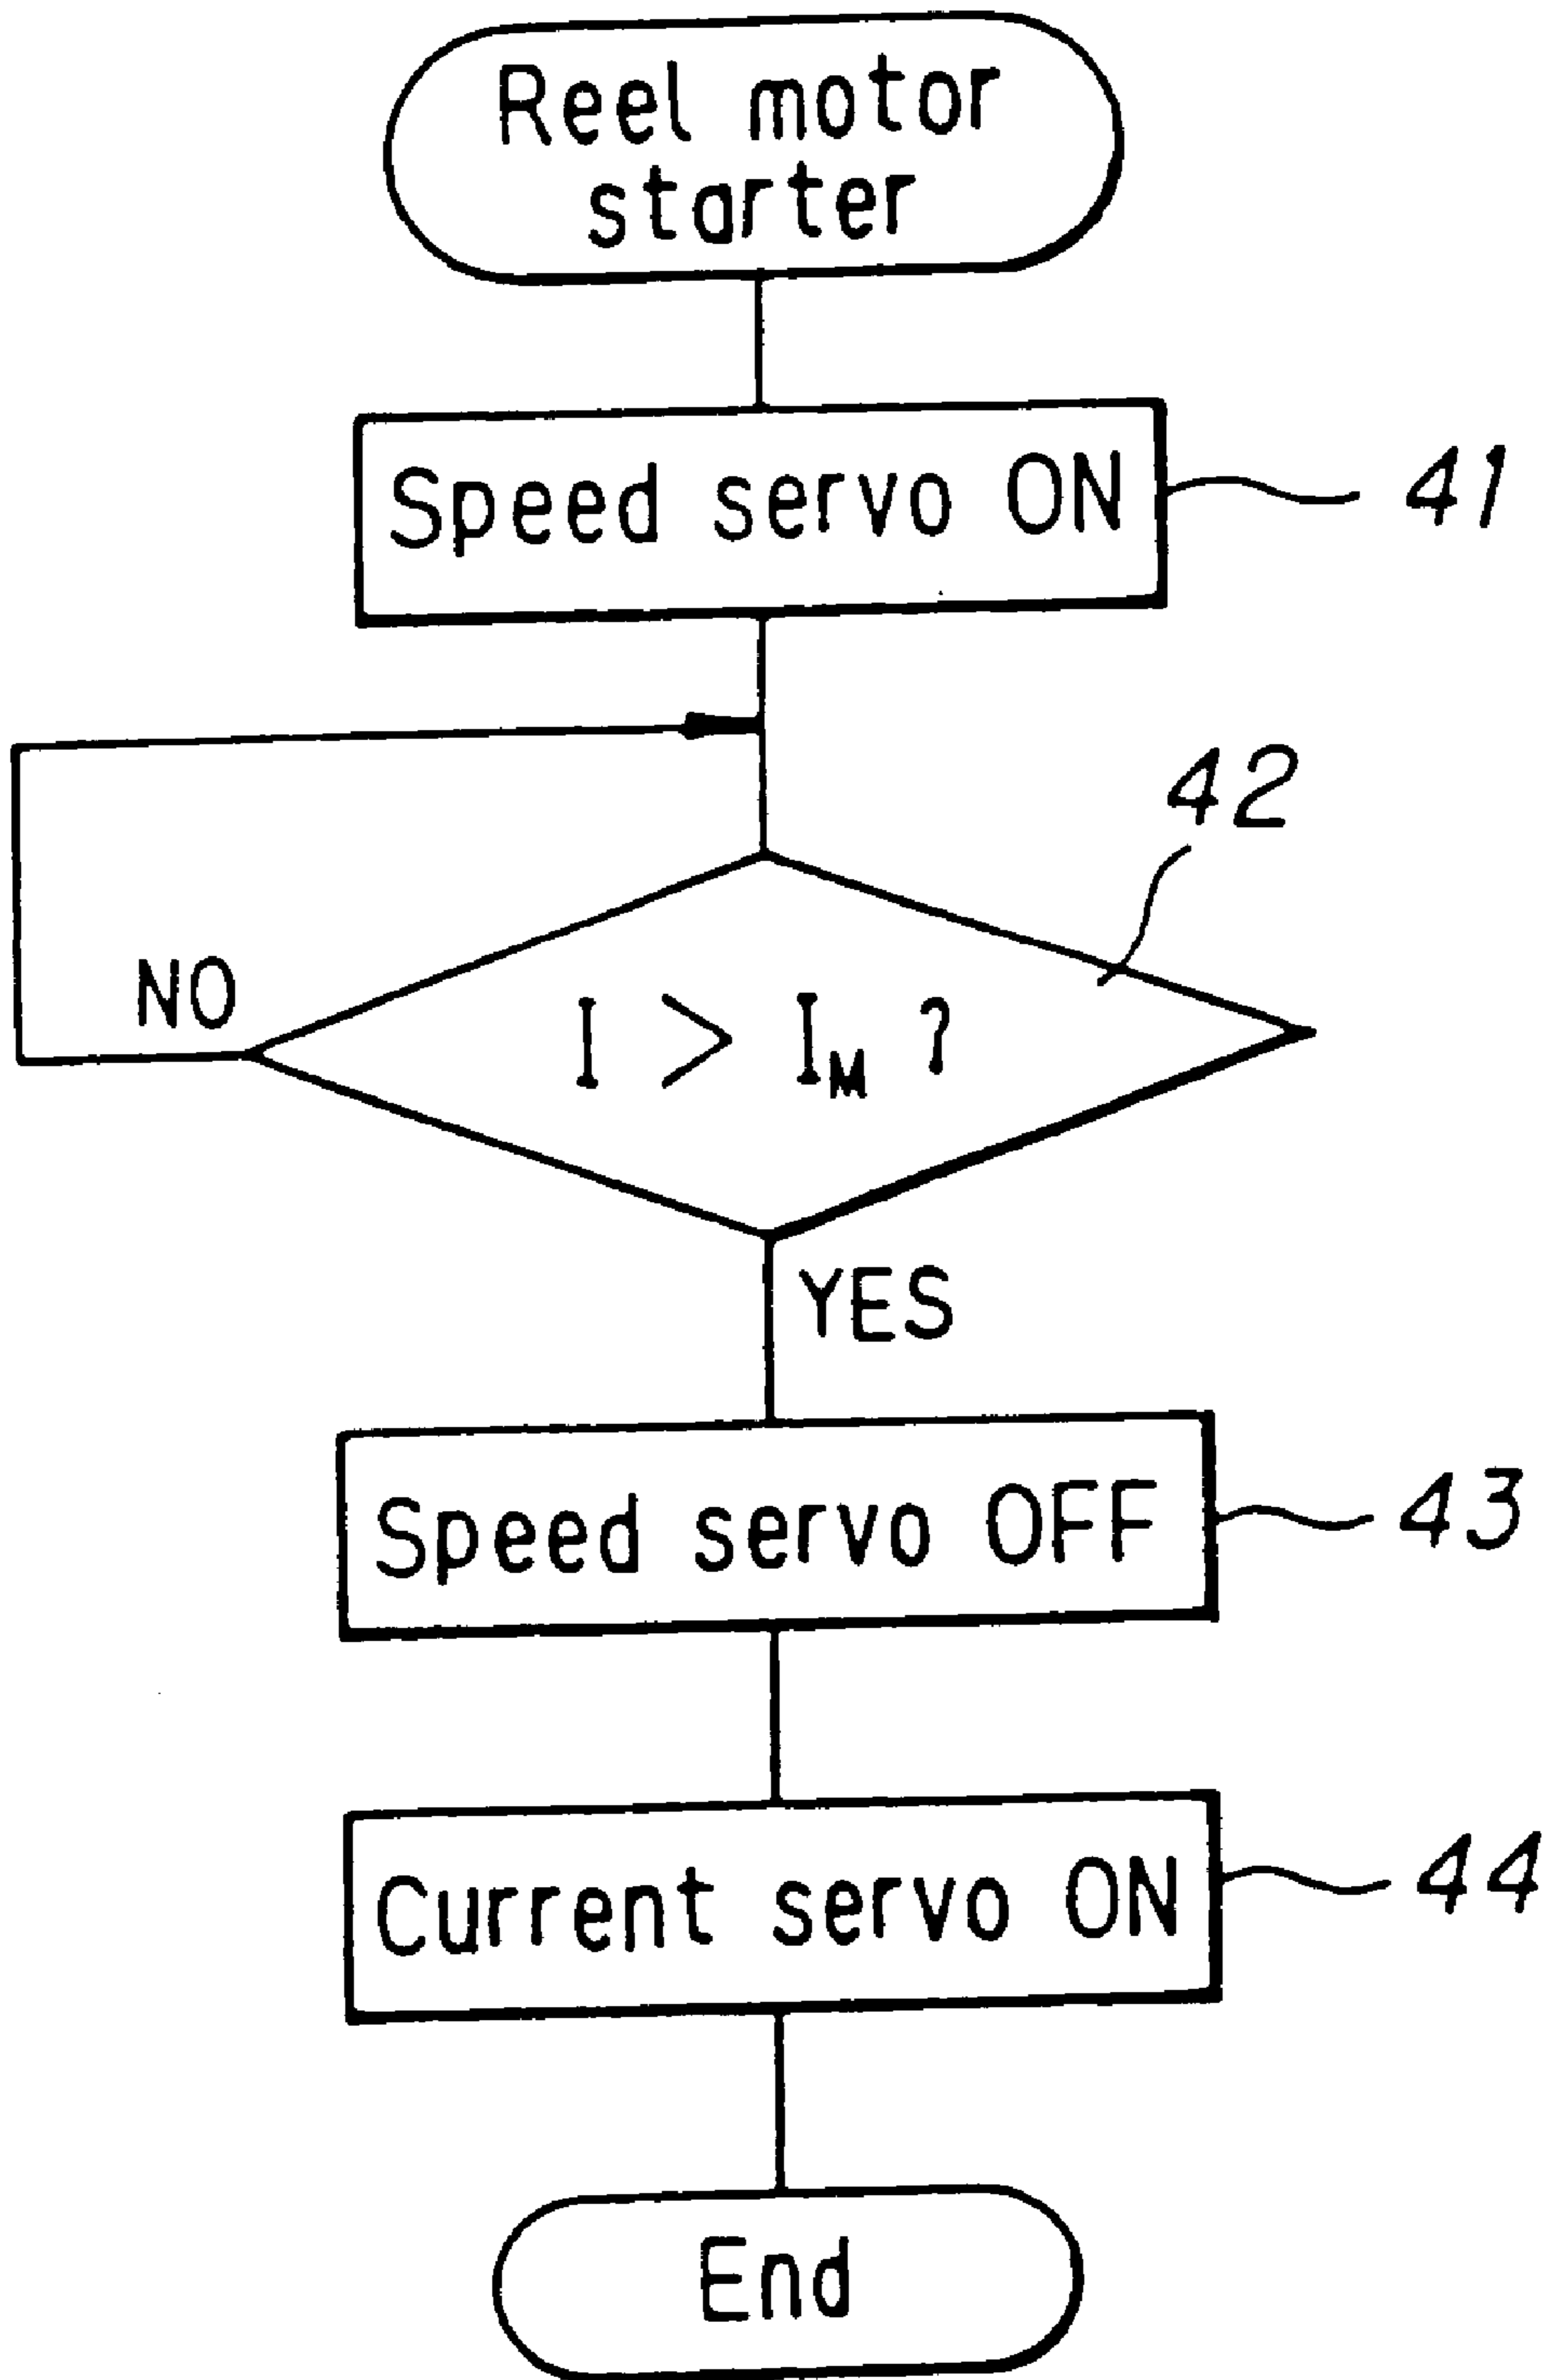 Reel motor
starter
Speed servo ON
41
42
NO
I > I_M ?
YES
Speed servo OFF
43
Current servo ON
44
End